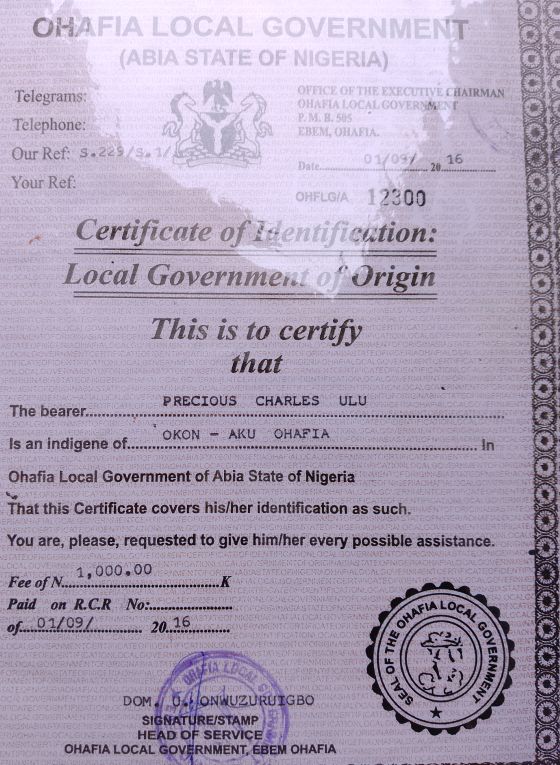 OHAFIA LOCAL GOVERNMENT
(ABIA STATE OF NIGERIA)
Telegrams:
Telephone:
Our Ref: S.229/S.1/
Your Ref:
OFFICE OF THE EXECUTIVE CHAIRMAN
OHAFIA LOCAL GOVERNMENT
P. M. B. 505
EBEM, OHAFIA.
Date 01/09/ 20 16
OHFLG/A 12300
Certificate of Identification:
Local Government of Origin
This is to certify
that
The bearer PRECIOUS CHARLES ULU
Is an indigene of OKON - AKU OHAFIA In
Ohafia Local Government of Abia State of Nigeria
That this Certificate covers his/her identification as such.
You are, please, requested to give him/her every possible assistance.
Fee of N 1,000.00 K
Paid on R.C.R No:
of 01/09/ 20 16
SEAL OF THE OHAFIA LOCAL GOVERNMENT
DOM. U. ONWUZURUIGBO
SIGNATURE/STAMP
HEAD OF SERVICE
OHAFIA LOCAL GOVERNMENT, EBEM OHAFIA